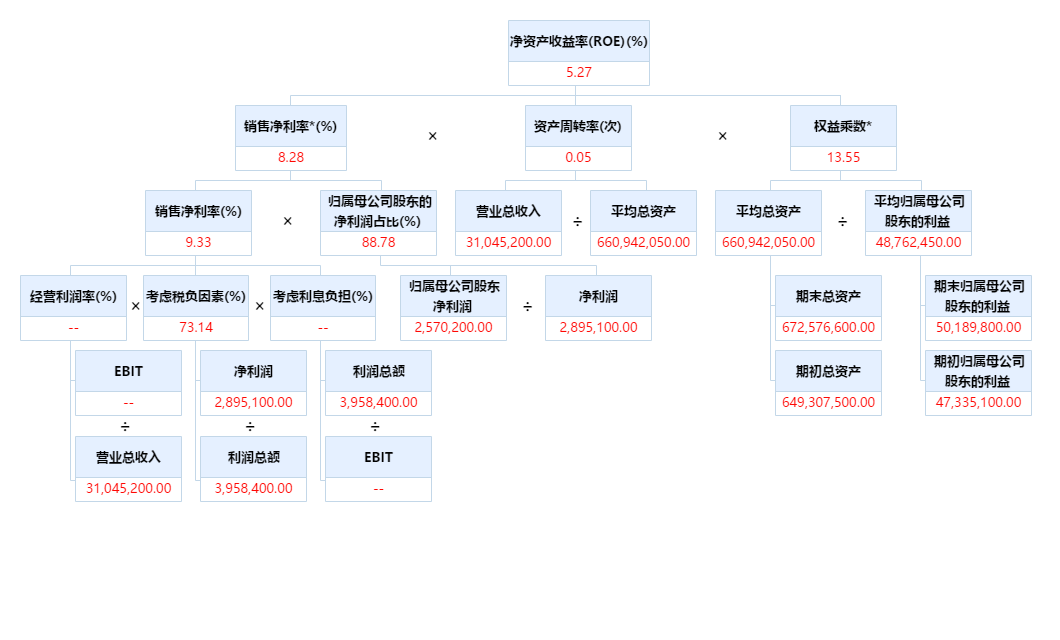 净资产收益率(ROE)(%)
5.27
销售净利率*(%)
×
资产周转率(次)
×
权益乘数*
8.28
0.05
13.55
销售净利率(%)
×
归属母公司股东的
净利润占比(%)
营业总收入
÷
平均总资产
平均总资产
÷
平均归属母公司
股东的利益
9.33
88.78
31,045,200.00
660,942,050.00
660,942,050.00
48,762,450.00
经营利润率(%)
×
考虑税负因素(%)
×
考虑利息负担(%)
归属母公司股东
净利润
÷
净利润
期末总资产
期末归属母公司
股东的利益
--
73.14
--
2,570,200.00
2,895,100.00
672,576,600.00
50,189,800.00
EBIT
净利润
利润总额
期初总资产
期初归属母公司
股东的利益
--
2,895,100.00
3,958,400.00
649,307,500.00
47,335,100.00
÷
÷
÷
营业总收入
利润总额
EBIT
31,045,200.00
3,958,400.00
--